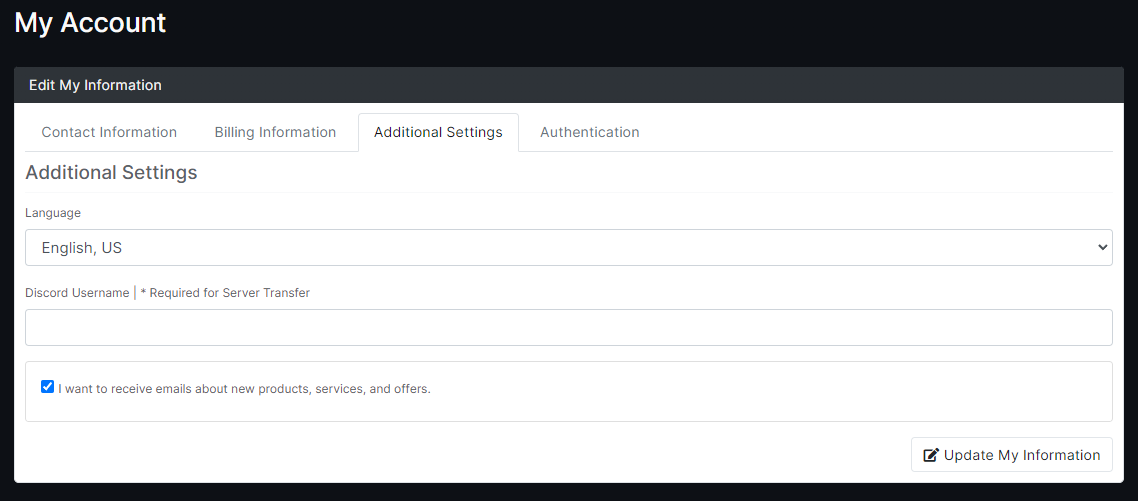 My Account
Edit My Information
Contact Information Billing Information Additional Settings Authentication
Additional Settings
Language
English, US
Discord Username | * Required for Server Transfer
I want to receive emails about new products, services, and offers.
Update My Information